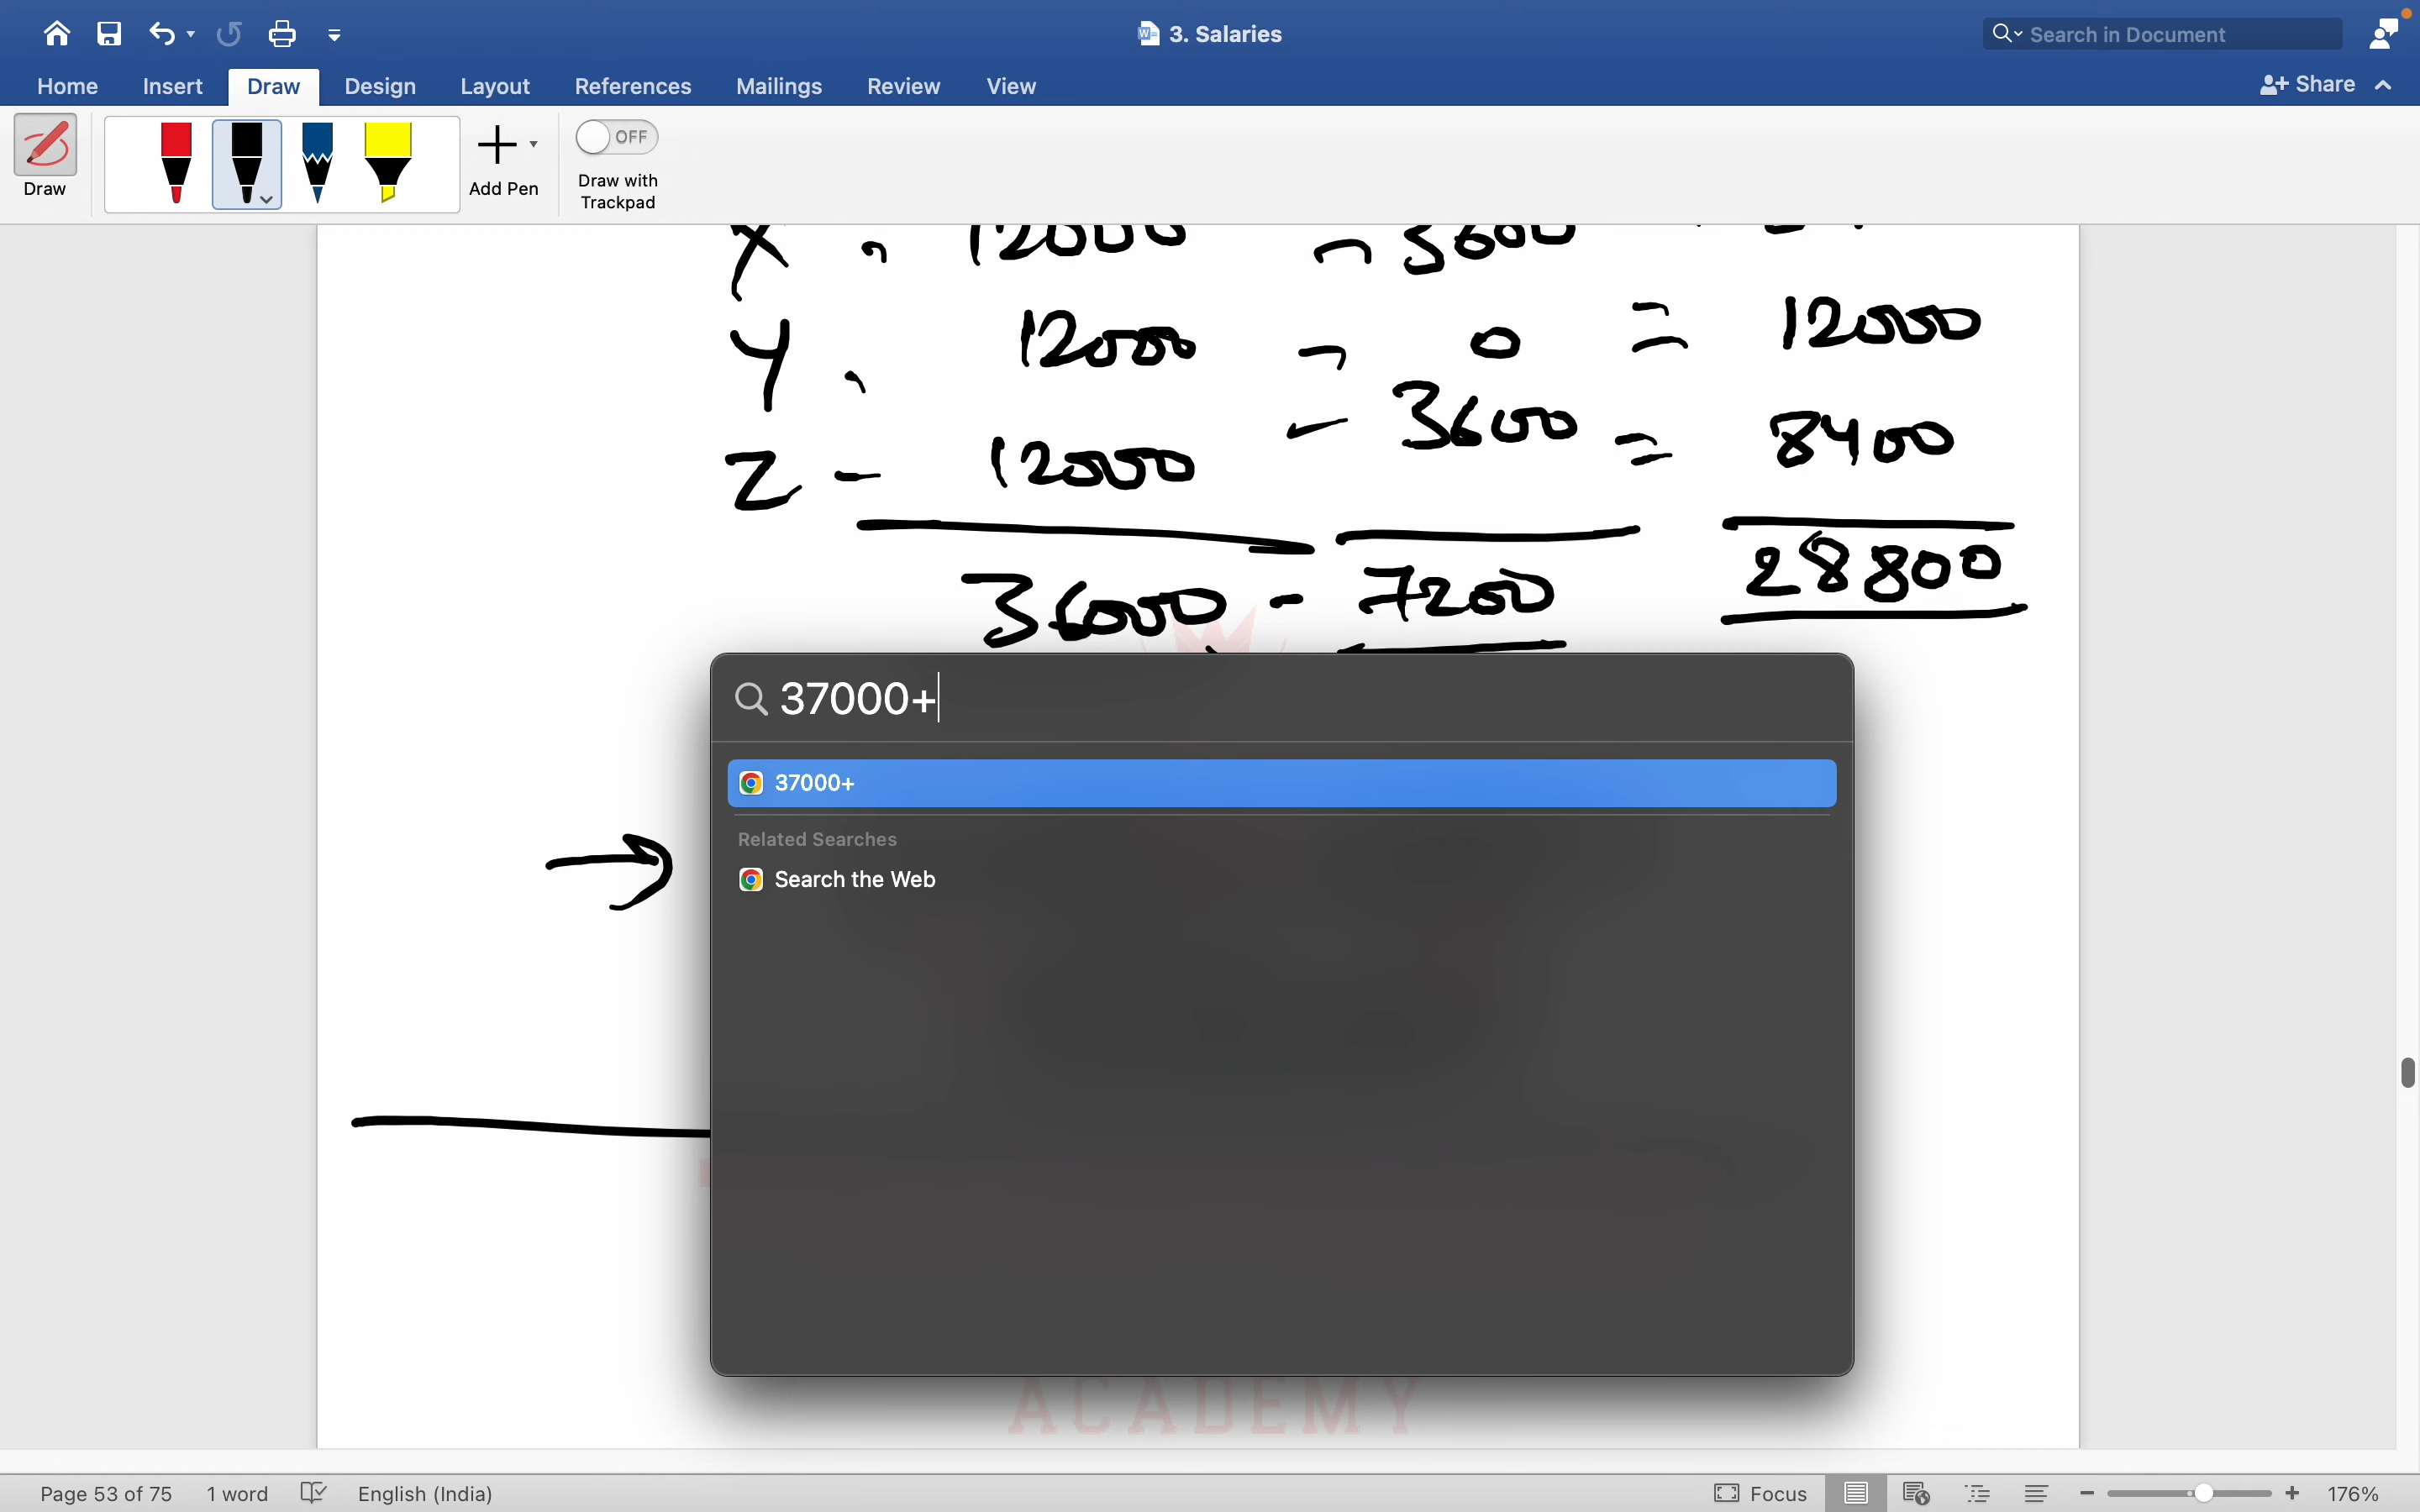 3. Salaries
Search in Document
Home Insert Draw Design Layout References Mailings Review View
Share
Draw
Add Pen
OFF
Draw with
Trackpad
X 12000 - 3600
Y - 12000 - 0 = 12000
Z - 12000 - 3600 = 8400
36000 - 7200 28800
37000+
37000+
Related Searches
Search the Web
ACADEMY
Page 53 of 75 1 word English (India) Focus 176%